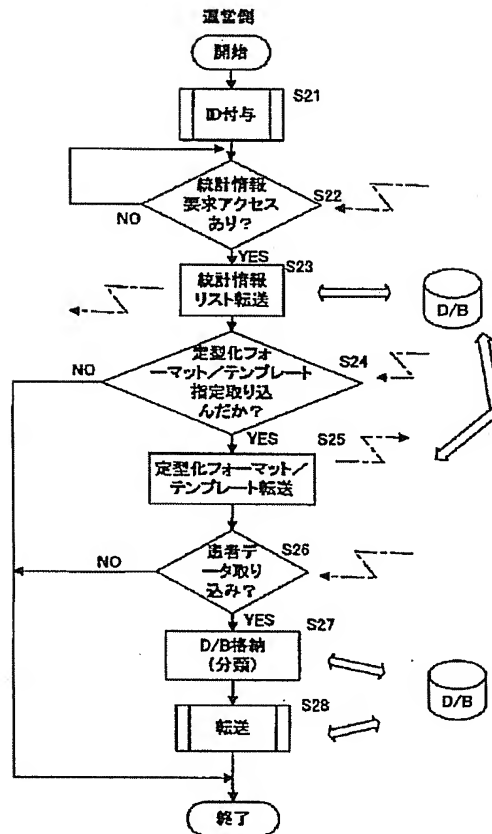 運営側
開始
S21
ID付与
統計情報
要求アクセス
あり?
S22
NO
YES
S23
統計情報
リスト転送
D/B
定型化フォー
マット/テンプレート
指定取り込
んだか?
S24
NO
YES
S25
定型化フォーマット/
テンプレート転送
患者デ
ータ取り
込み?
S26
NO
YES
S27
D/B格納
(分類)
D/B
S28
転送
終了